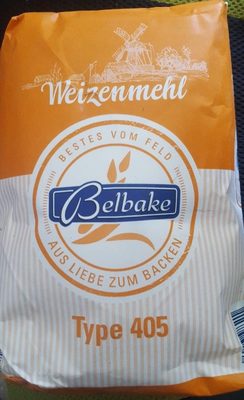 Weizenmehl
BESTES VOM FELD
Belbake
AUS LIEBE ZUM BACKEN
Type 405